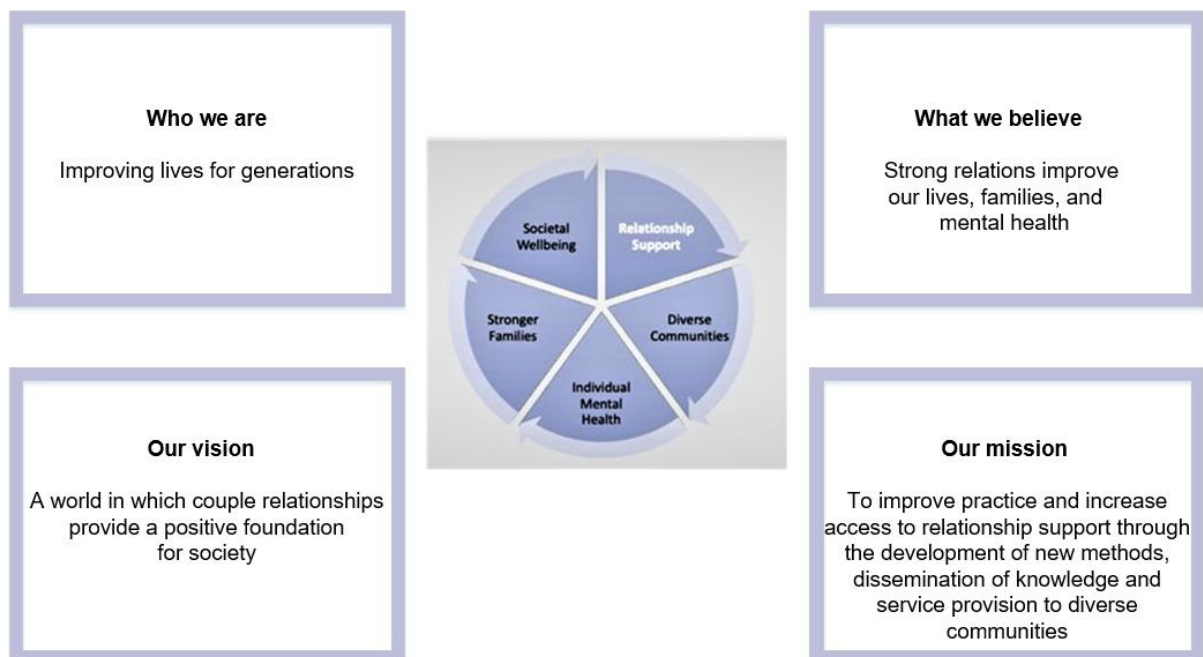 Who we are
Improving lives for generations
What we believe
Strong relations improve
our lives, families, and
mental health
Societal
Wellbeing
Relationship
Support
Stronger
Families
Diverse
Communities
Individual
Mental
Health
Our vision
A world in which couple relationships
provide a positive foundation
for society
Our mission
To improve practice and increase
access to relationship support through
the development of new methods,
dissemination of knowledge and
service provision to diverse
communities